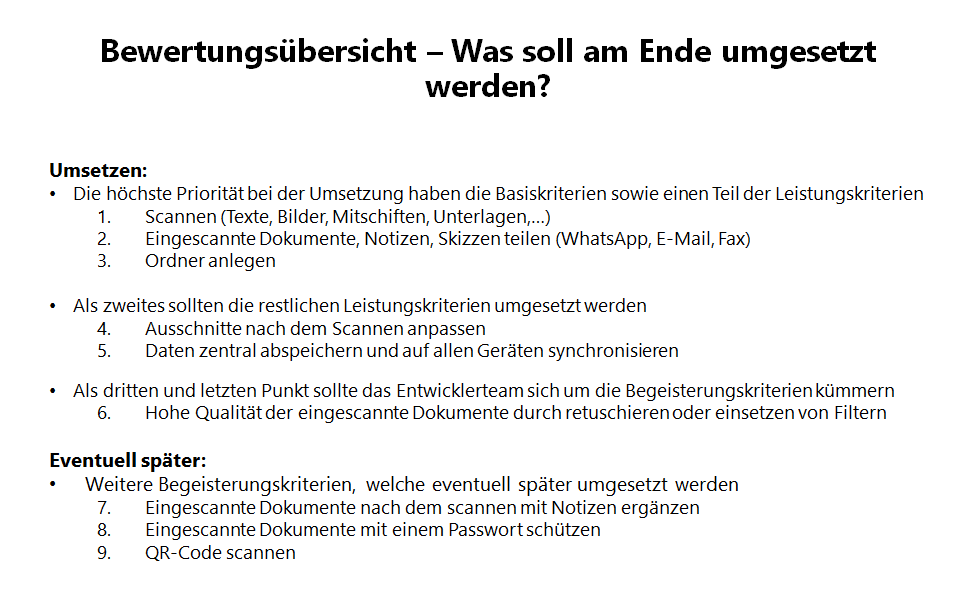 Bewertungsübersicht – Was soll am Ende umgesetzt
werden?
Umsetzen:
• Die höchste Priorität bei der Umsetzung haben die Basiskriterien sowie einen Teil der Leistungskriterien
1. Scannen (Texte, Bilder, Mitschiften, Unterlagen,...)
2. Eingescannte Dokumente, Notizen, Skizzen teilen (WhatsApp, E-Mail, Fax)
3. Ordner anlegen
• Als zweites sollten die restlichen Leistungskriterien umgesetzt werden
4. Ausschnitte nach dem Scannen anpassen
5. Daten zentral abspeichern und auf allen Geräten synchronisieren
• Als dritten und letzten Punkt sollte das Entwicklerteam sich um die Begeisterungskriterien kümmern
6. Hohe Qualität der eingescannte Dokumente durch retuschieren oder einsetzen von Filtern
Eventuell später:
• Weitere Begeisterungskriterien, welche eventuell später umgesetzt werden
7. Eingescannte Dokumente nach dem scannen mit Notizen ergänzen
8. Eingescannte Dokumente mit einem Passwort schützen
9. QR-Code scannen